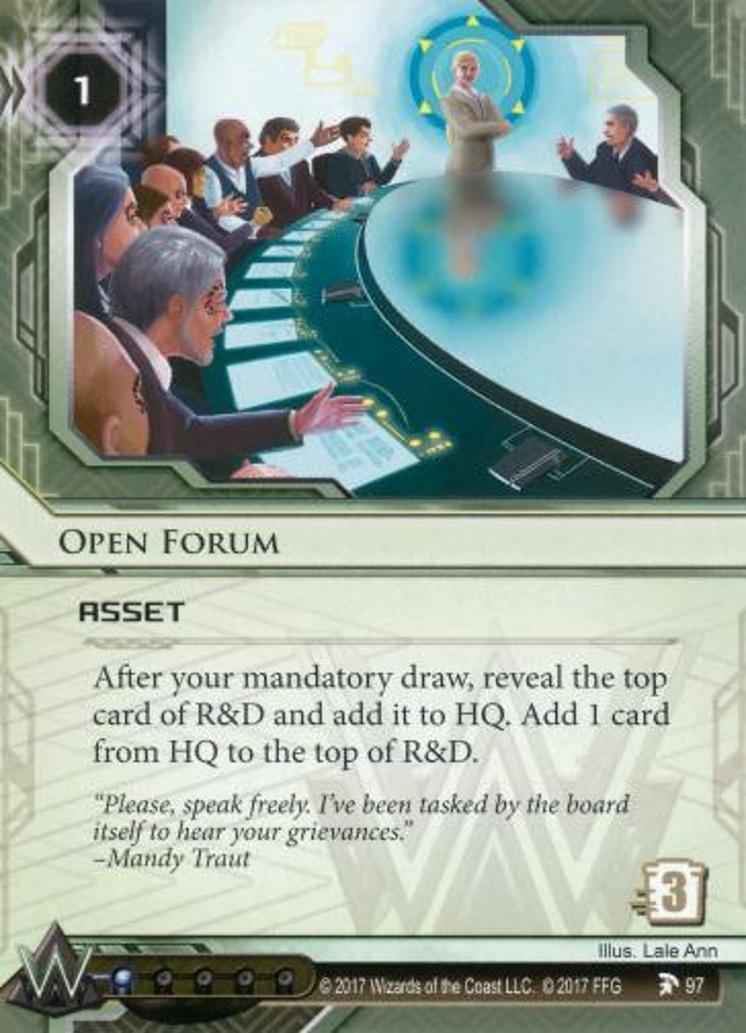 1
OPEN FORUM
ASSET
After your mandatory draw, reveal the top
card of R&D and add it to HQ. Add 1 card
from HQ to the top of R&D.
“Please, speak freely. I’ve been tasked by the board
itself to hear your grievances.”
–Mandy Traut
3
Illus. Lale Ann
© 2017 Wizards of the Coast LLC. © 2017 FFG 97